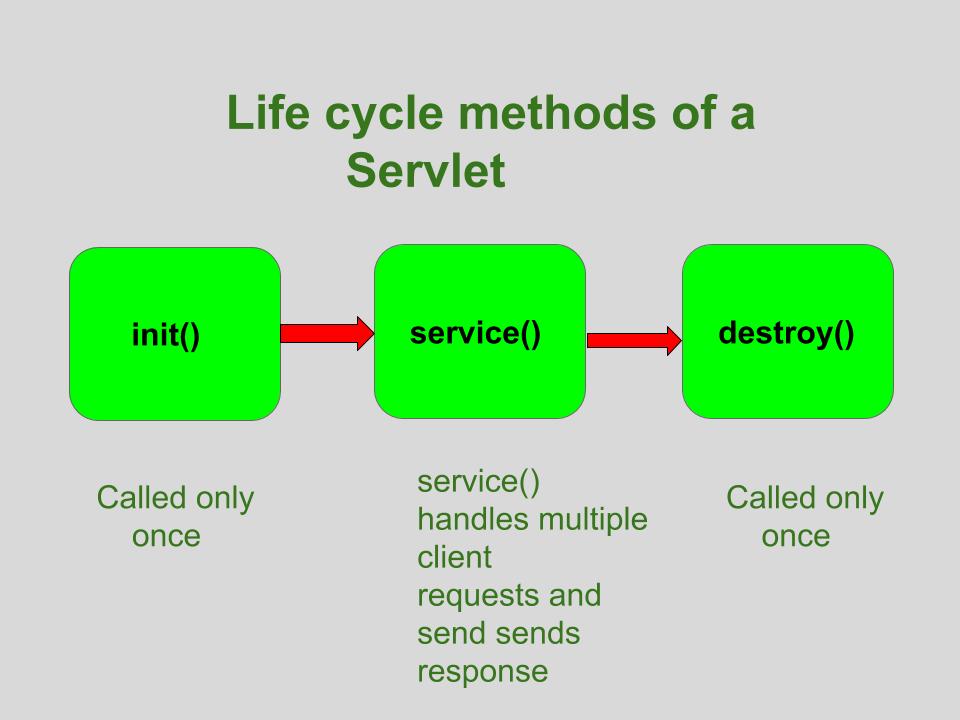 Life cycle methods of a
Servlet
init()
service()
destroy()
Called only
once
service()
handles multiple
client
requests and
send sends
response
Called only
once